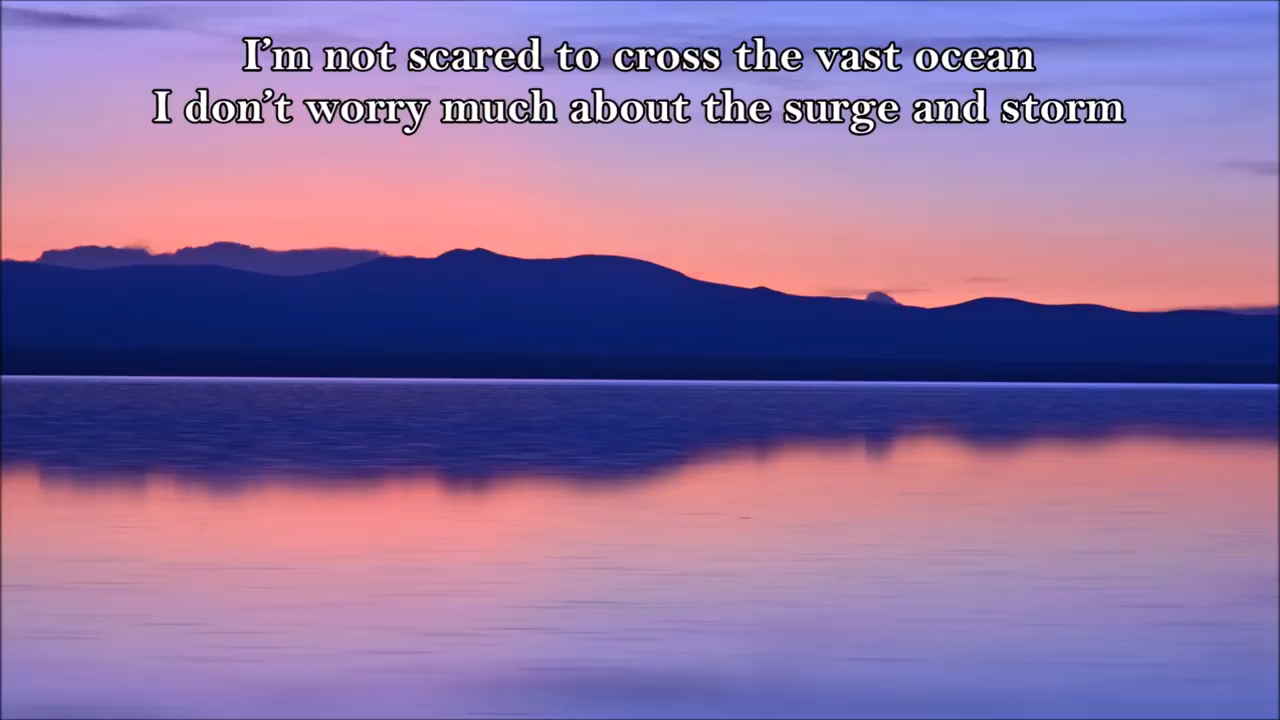 I’m not scared to cross the vast ocean
I don’t worry much about the surge and storm